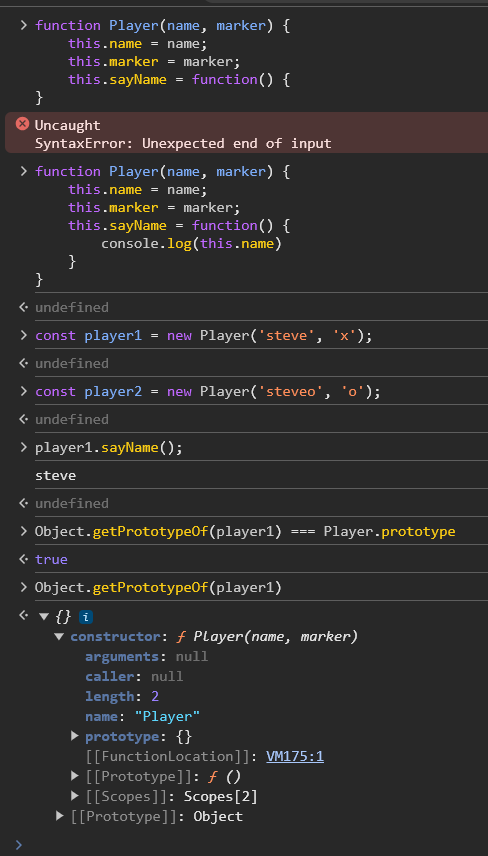 function Player(name, marker) {
    this.name = name;
    this.marker = marker;
    this.sayName = function() {
}
Uncaught
SyntaxError: Unexpected end of input
function Player(name, marker) {
    this.name = name;
    this.marker = marker;
    this.sayName = function() {
        console.log(this.name)
    }
}
undefined
const player1 = new Player('steve', 'x');
undefined
const player2 = new Player('steveo', 'o');
undefined
player1.sayName();
steve
undefined
Object.getPrototypeOf(player1) === Player.prototype
true
Object.getPrototypeOf(player1)
{} i
constructor: ƒ Player(name, marker)
arguments: null
caller: null
length: 2
name: "Player"
prototype: {}
[[FunctionLocation]]: VM175:1
[[Prototype]]: ƒ ()
[[Scopes]]: Scopes[2]
[[Prototype]]: Object